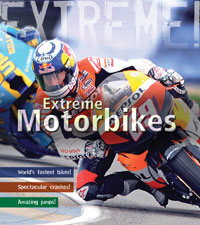 EXTREME!
Extreme
Motorbikes
World's fastest bikes!
Spectacular crashes!
Amazing jumps!